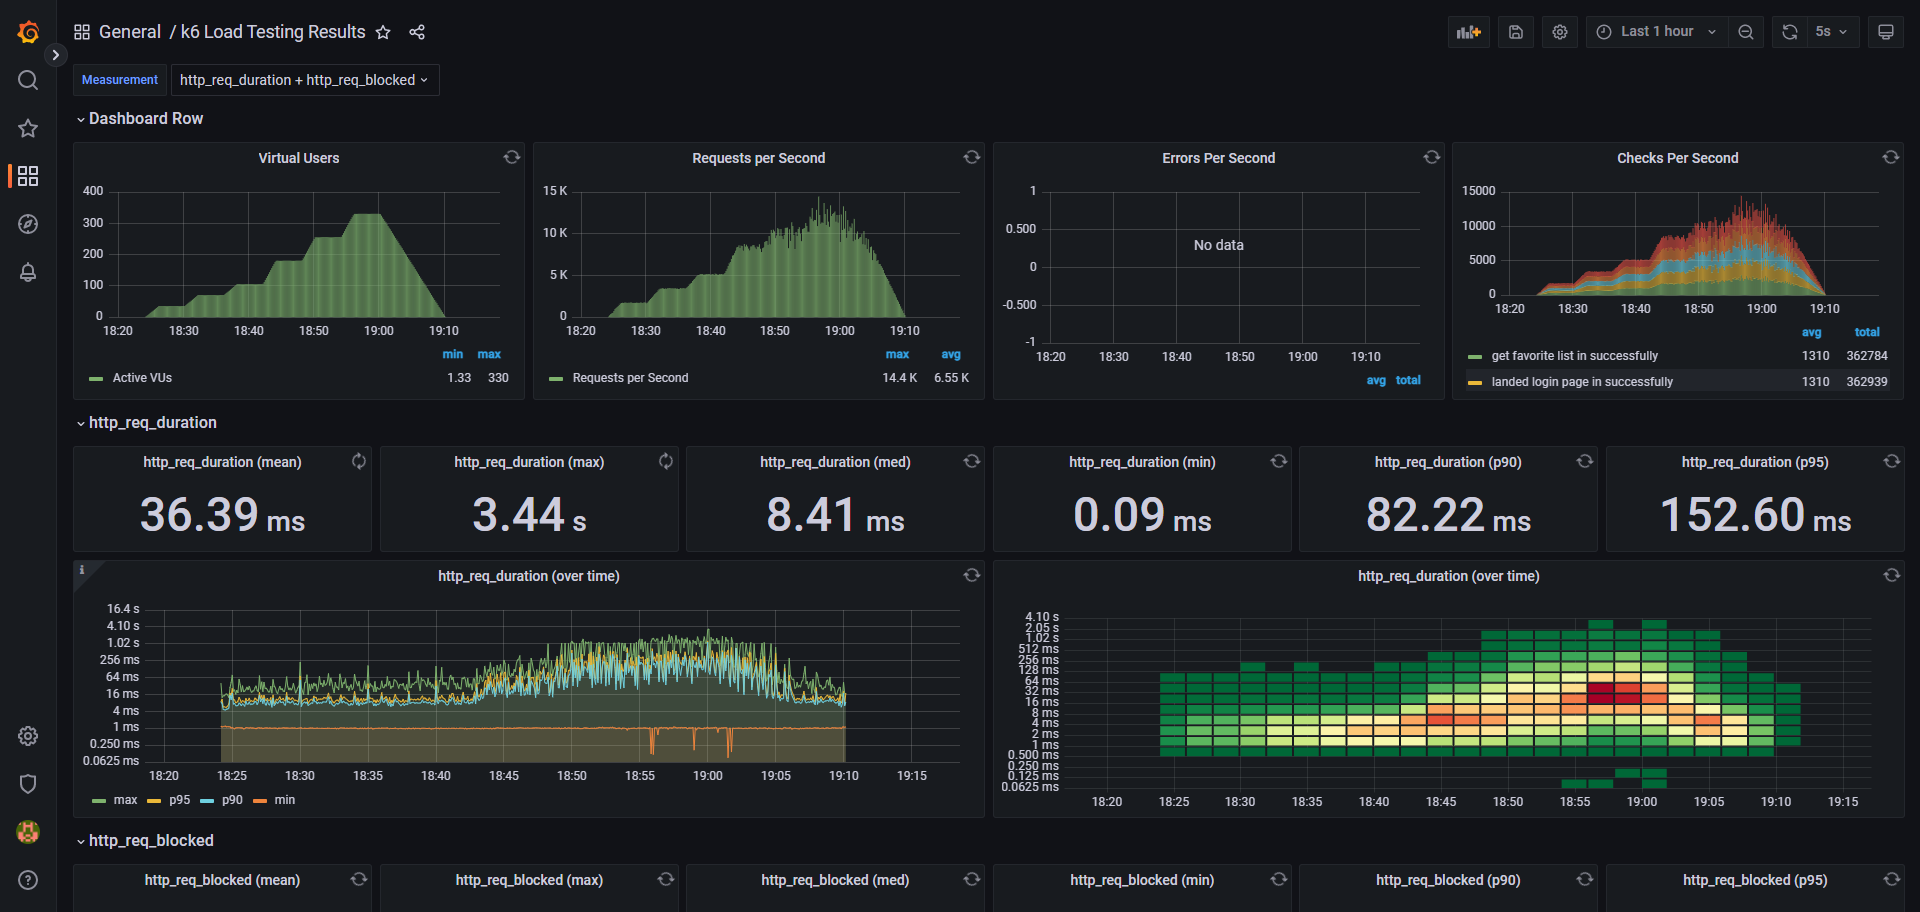 General / k6 Load Testing Results
Last 1 hour
5s
Measurement
http_req_duration + http_req_blocked
Dashboard Row
Virtual Users
400
300
200
100
0
18:20 18:30 18:40 18:50 19:00 19:10
min max
Active VUs 1.33 330
Requests per Second
15 K
10 K
5 K
0
18:20 18:30 18:40 18:50 19:00 19:10
max avg
Requests per Second 14.4 K 6.55 K
Errors Per Second
1
0.500
0
-0.500
-1
No data
18:20 18:30 18:40 18:50 19:00 19:10
avg total
Checks Per Second
15000
10000
5000
0
18:20 18:30 18:40 18:50 19:00 19:10
avg total
get favorite list in successfully 1310 362784
landed login page in successfully 1310 362939
http_req_duration
http_req_duration (mean)
36.39 ms
http_req_duration (max)
3.44 s
http_req_duration (med)
8.41 ms
http_req_duration (min)
0.09 ms
http_req_duration (p90)
82.22 ms
http_req_duration (p95)
152.60 ms
http_req_duration (over time)
16.4 s
4.10 s
1.02 s
256 ms
64 ms
16 ms
4 ms
1 ms
0.250 ms
0.0625 ms
18:20 18:25 18:30 18:35 18:40 18:45 18:50 18:55 19:00 19:05 19:10 19:15
max p95 p90 min
http_req_duration (over time)
4.10 s
2.05 s
1.02 s
512 ms
256 ms
128 ms
64 ms
32 ms
16 ms
8 ms
4 ms
2 ms
1 ms
0.500 ms
0.250 ms
0.125 ms
0.0625 ms
18:20 18:25 18:30 18:35 18:40 18:45 18:50 18:55 19:00 19:05 19:10 19:15
http_req_blocked
http_req_blocked (mean)
http_req_blocked (max)
http_req_blocked (med)
http_req_blocked (min)
http_req_blocked (p90)
http_req_blocked (p95)